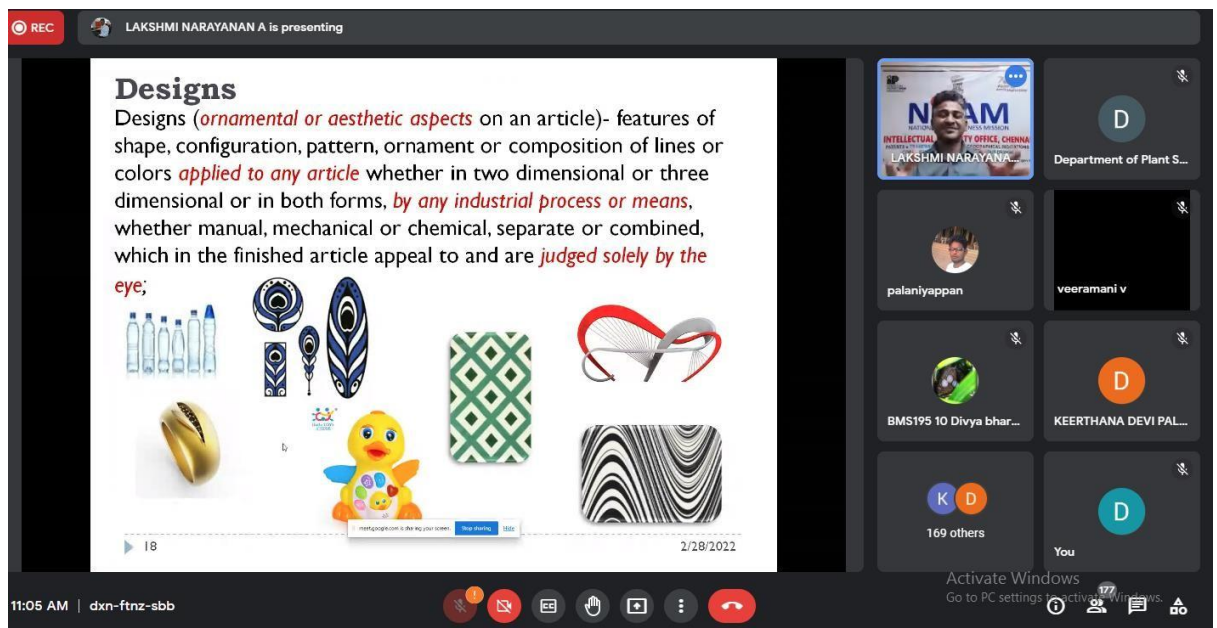 REC
LAKSHMI NARAYANAN A is presenting
Designs
Designs (ornamental or aesthetic aspects on an article)- features of
shape, configuration, pattern, ornament or composition of lines or
colors applied to any article whether in two dimensional or three
dimensional or in both forms, by any industrial process or means,
whether manual, mechanical or chemical, separate or combined,
which in the finished article appeal to and are judged solely by the
eye;
meet.google.com is sharing your screen.
Stop sharing
Hide
18
2/28/2022
INTELLECTUAL
OFFICE, CHENNAI
LAKSHMI NARAYANA...
D
Department of Plant S...
palaniyappan
veeramani v
BMS195 10 Divya bhar...
D
KEERTHANA DEVI PAL...
K D
169 others
D
You
Activate Windows
Go to PC settings to activate Windows.
11:05 AM | dxn-ftnz-sbb
CC
177